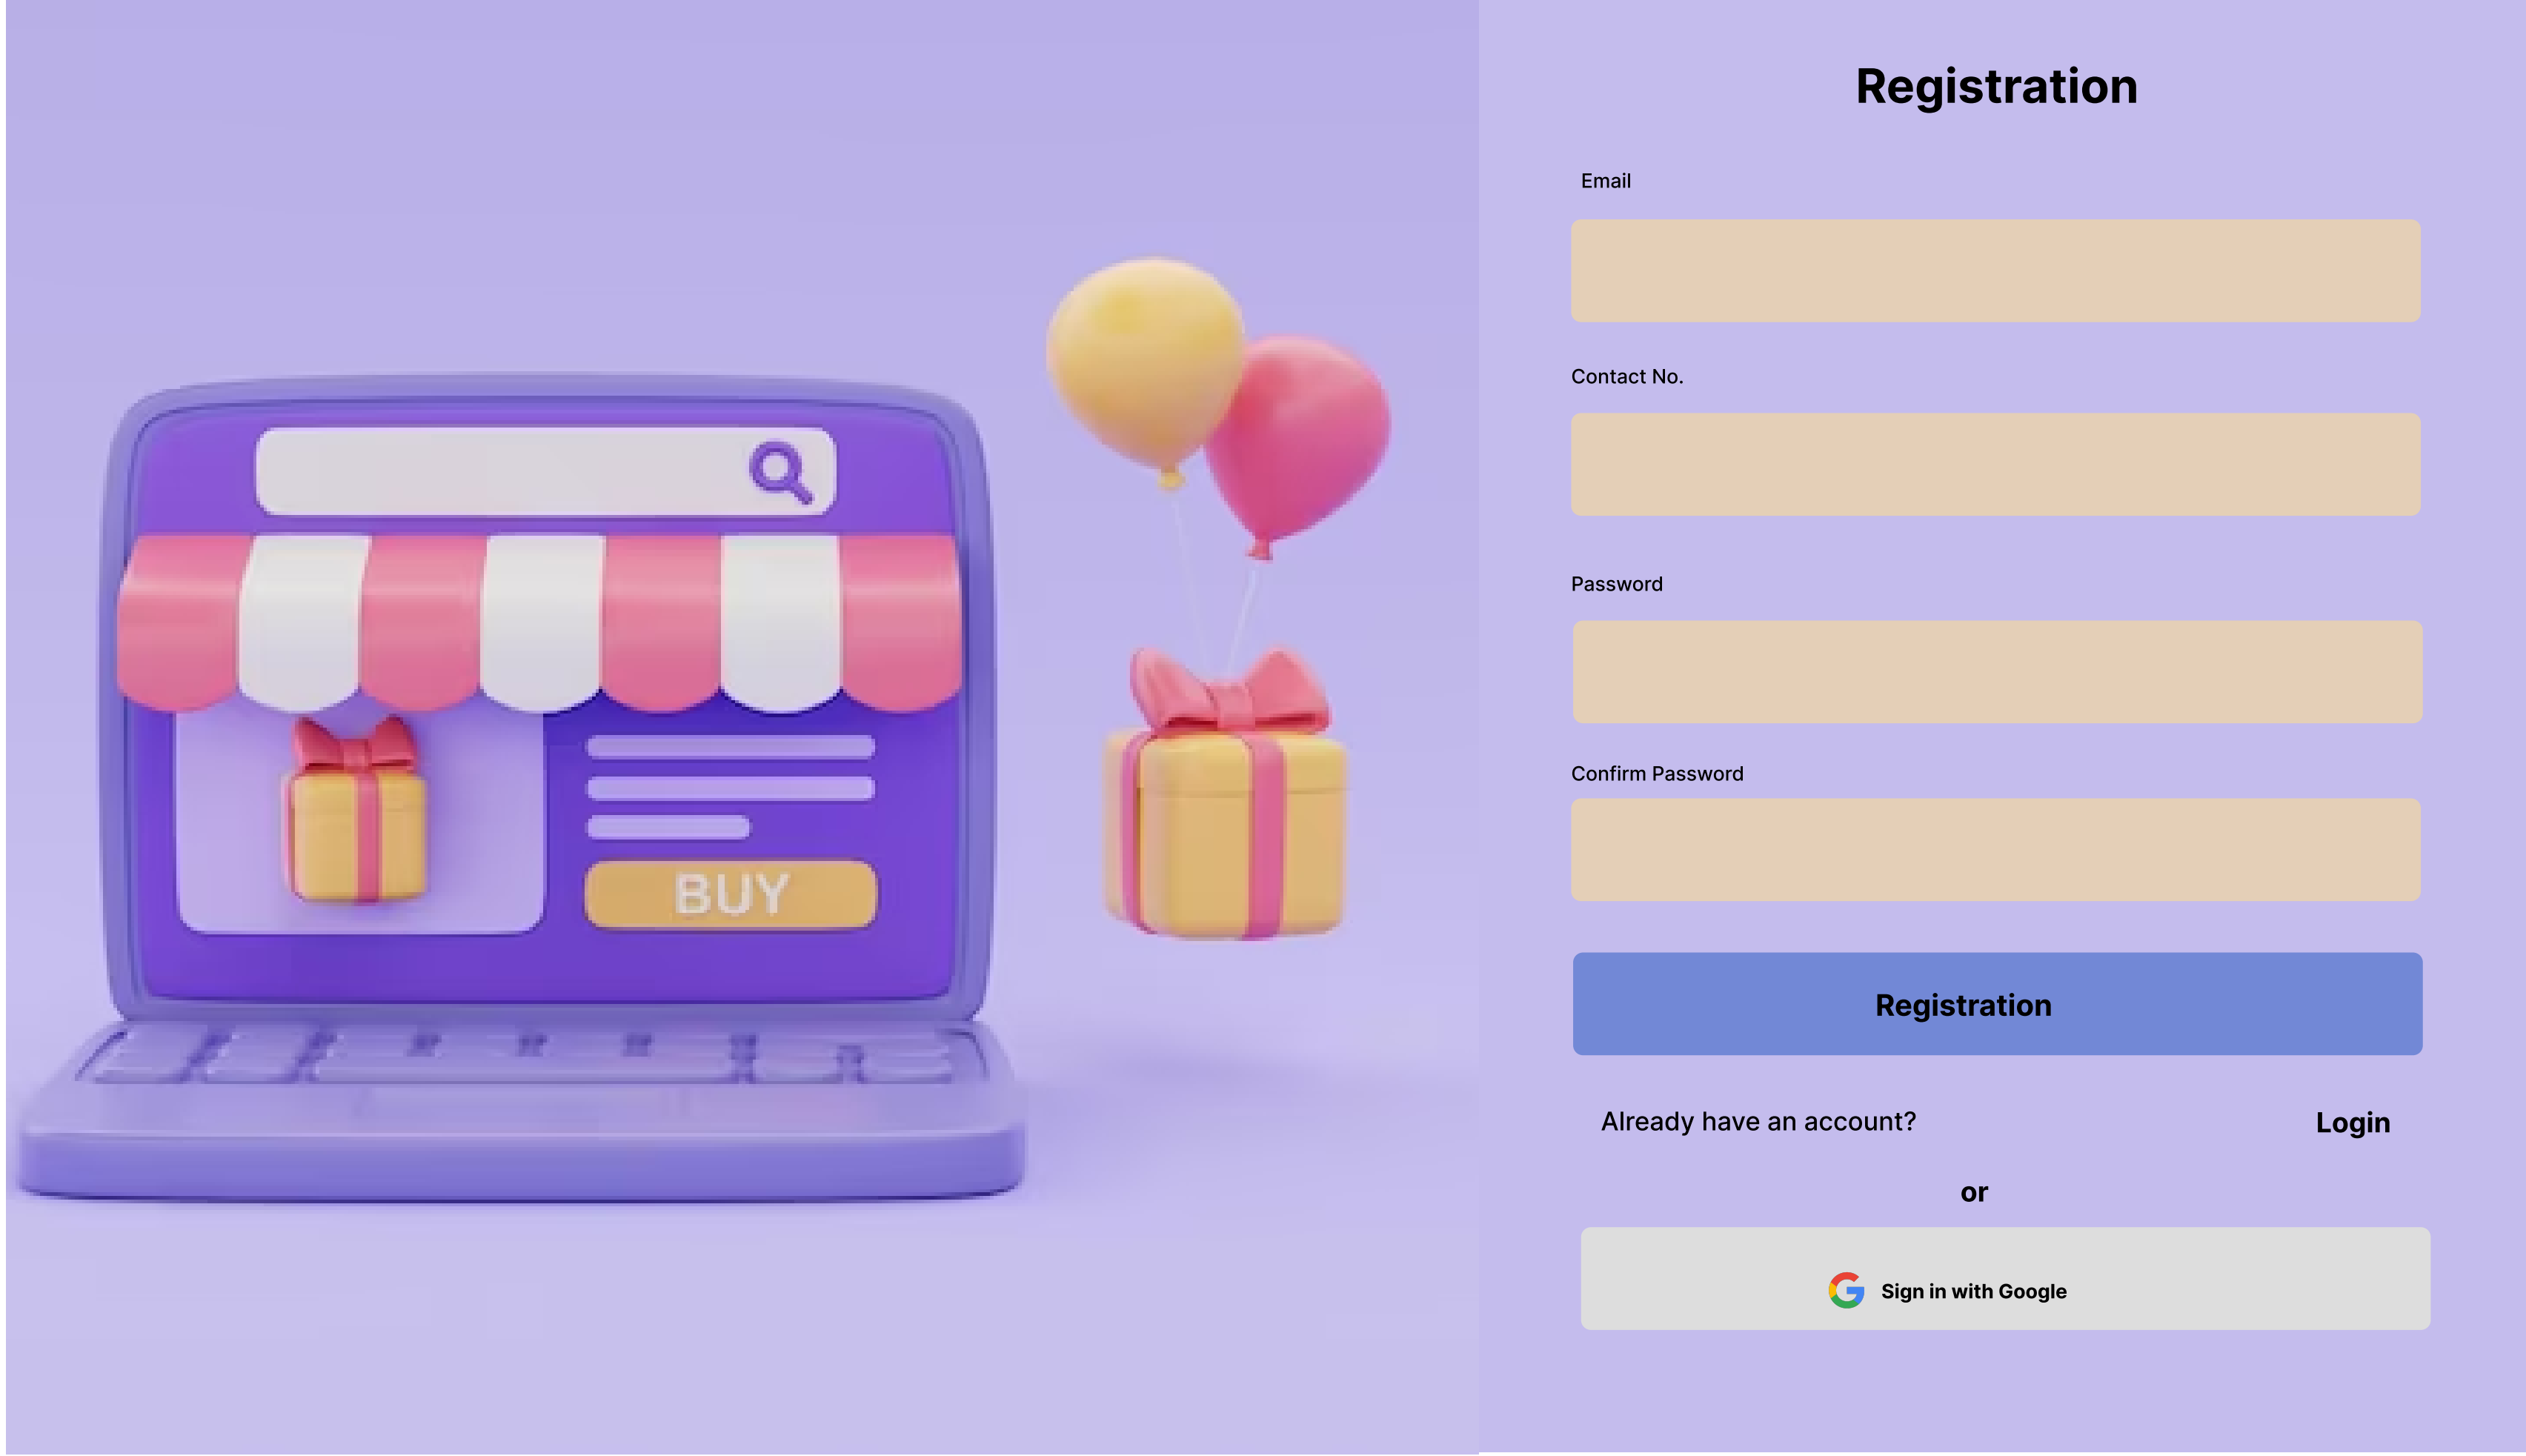 BUY
Registration
Email
Contact No.
Password
Confirm Password
Registration
Already have an account? Login
or
Sign in with Google